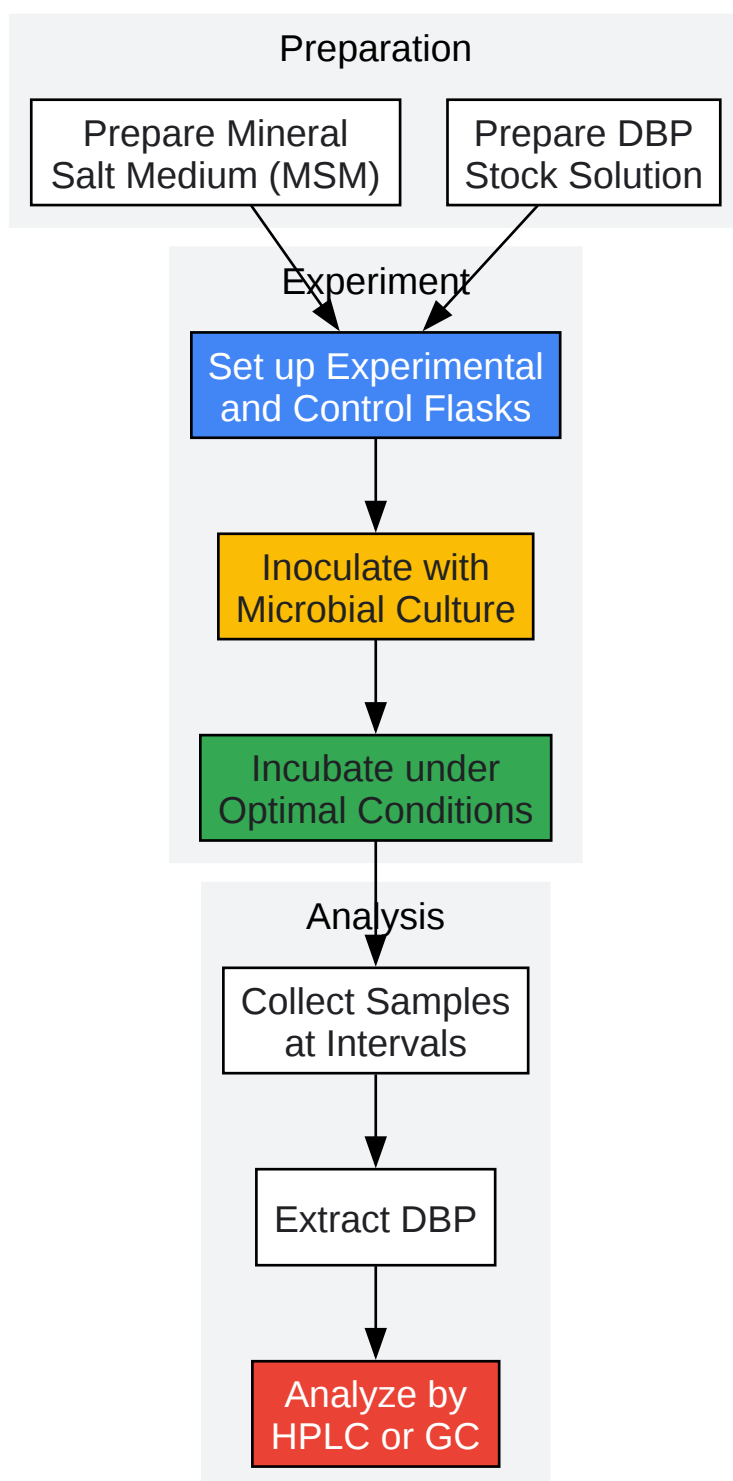 Preparation
Prepare Mineral
Salt Medium (MSM)
Prepare DBP
Stock Solution
Experiment
Set up Experimental
and Control Flasks
Inoculate with
Microbial Culture
Incubate under
Optimal Conditions
Analysis
Collect Samples
at Intervals
Extract DBP
Analyze by
HPLC or GC